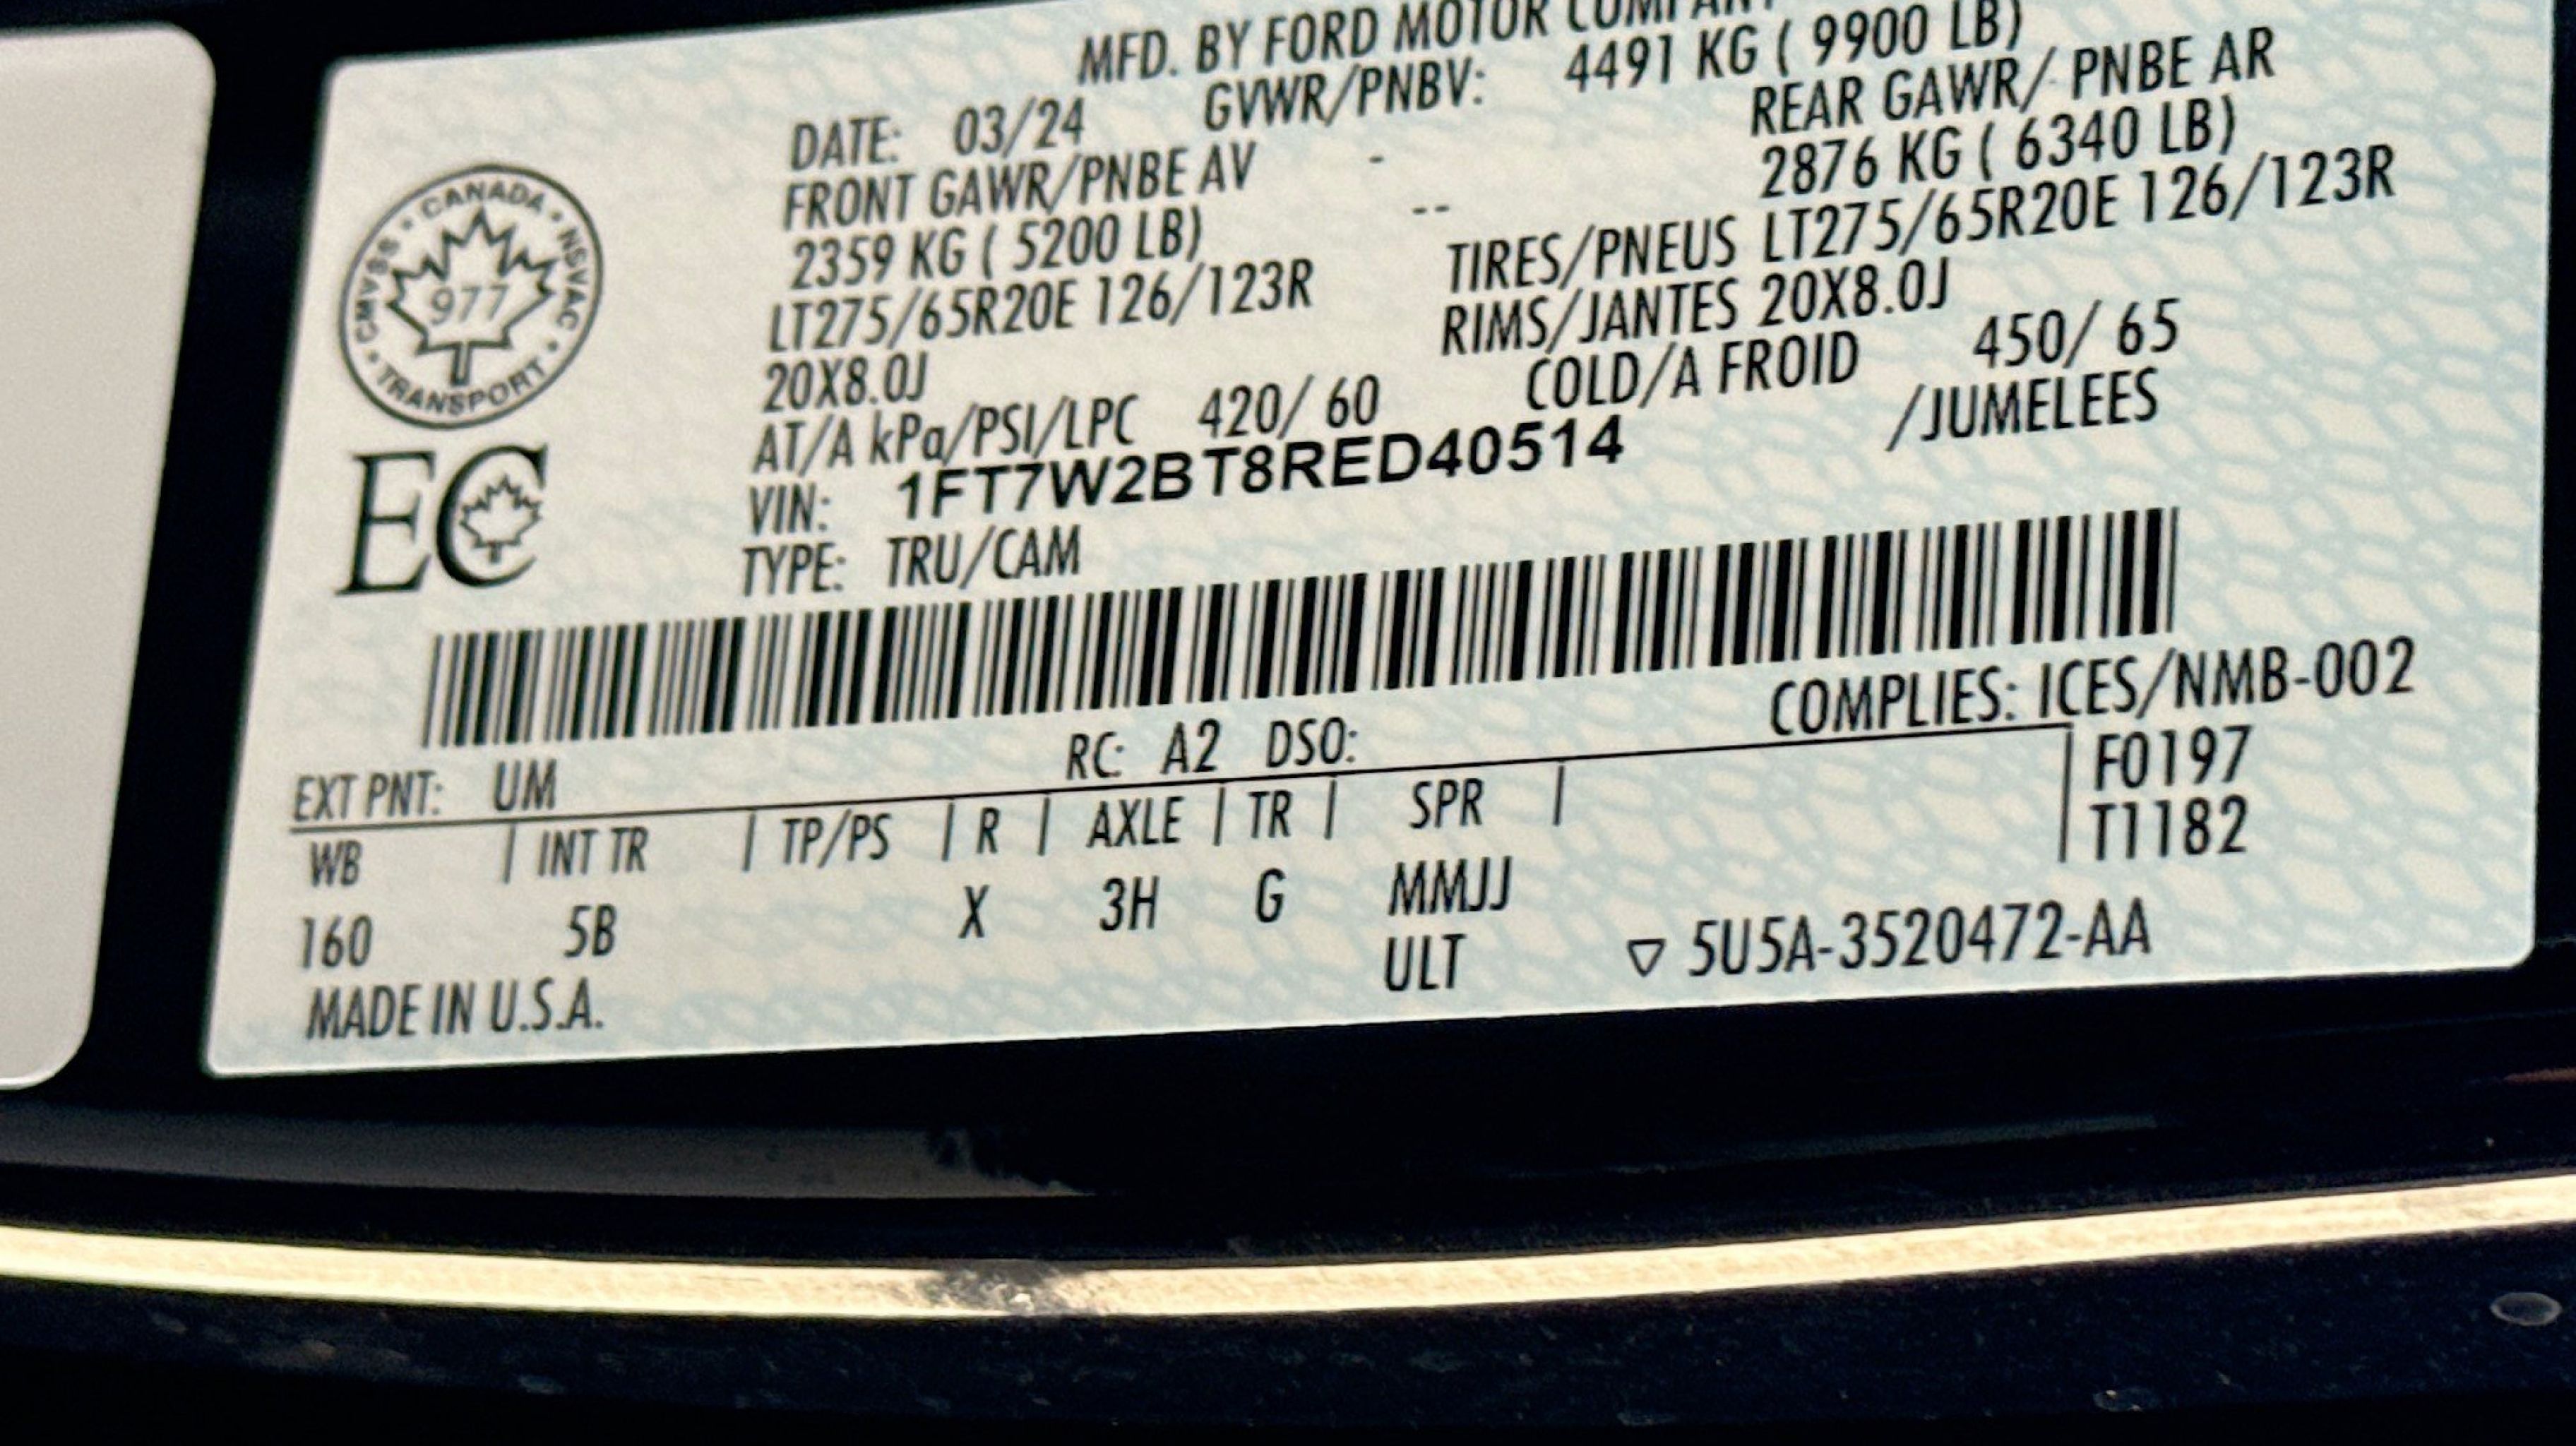 MFD. BY FORD MOTOR COMPANY
DATE: 03/24 GVWR/PNBV: 4491 KG ( 9900 LB)
FRONT GAWR/PNBE AV - REAR GAWR/ PNBE AR
2359 KG ( 5200 LB) -- 2876 KG ( 6340 LB)
LT275/65R20E 126/123R TIRES/PNEUS LT275/65R20E 126/123R
20X8.0J RIMS/JANTES 20X8.0J
AT/A kPa/PSI/LPC 420/ 60 COLD/A FROID 450/ 65
VIN: 1FT7W2BT8RED40514 /JUMELEES
TYPE: TRU/CAM
CMVSS • CANADA • NSVAC • TRANSPORT •
977
EC
COMPLIES: ICES/NMB-002
EXT PNT: UM RC: A2 DSO:
F0197
WB | INT TR | TP/PS | R | AXLE | TR | SPR |
T1182
160 5B X 3H G MMJJ
ULT ▽ 5U5A-3520472-AA
MADE IN U.S.A.